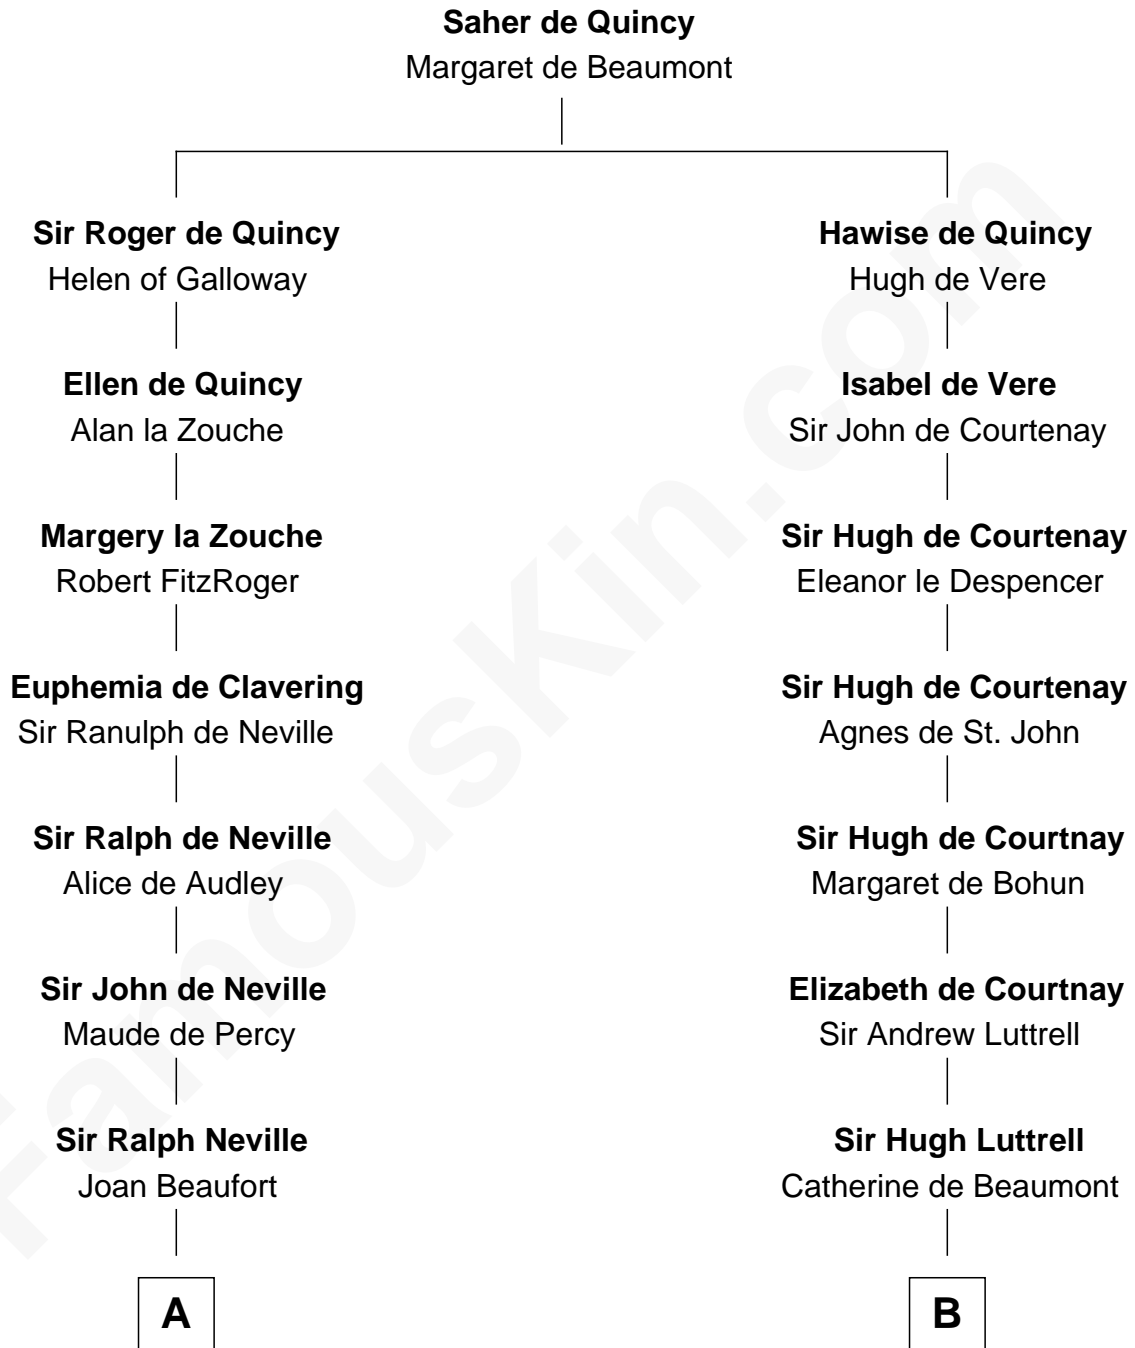 Saher de Quincy
Margaret de Beaumont
Sir Roger de Quincy
Helen of Galloway
Hawise de Quincy
Hugh de Vere
Ellen de Quincy
Alan la Zouche
Isabel de Vere
Sir John de Courtenay
Margery la Zouche
Robert FitzRoger
Sir Hugh de Courtenay
Eleanor le Despencer
Euphemia de Clavering
Sir Ranulph de Neville
Sir Hugh de Courtenay
Agnes de St. John
Sir Ralph de Neville
Alice de Audley
Sir Hugh de Courtnay
Margaret de Bohun
Sir John de Neville
Maude de Percy
Elizabeth de Courtnay
Sir Andrew Luttrell
Sir Ralph Neville
Joan Beaufort
Sir Hugh Luttrell
Catherine de Beaumont
A
B
FamousKin.com